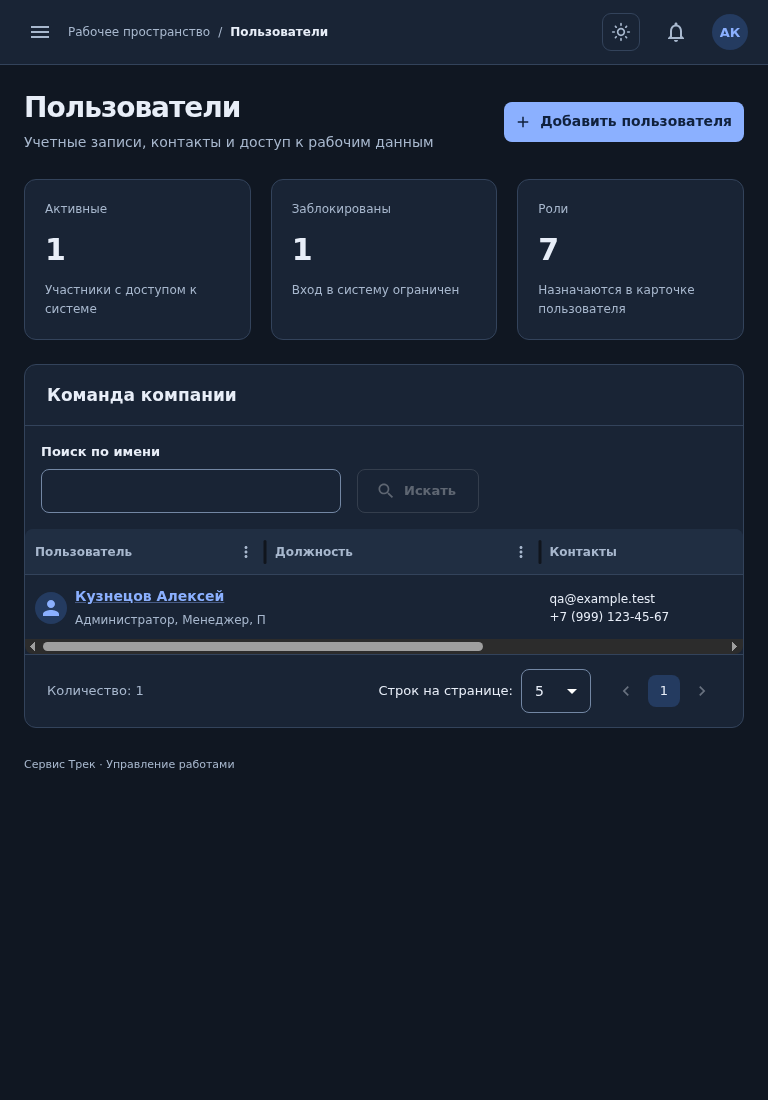 Рабочее пространство / Пользователи
АК
Пользователи
Учетные записи, контакты и доступ к рабочим данным
+ Добавить пользователя
Активные
1
Участники с доступом к
системе
Заблокированы
1
Вход в систему ограничен
Роли
7
Назначаются в карточке
пользователя
Команда компании
Поиск по имени
Искать
Пользователь
Должность
Контакты
Кузнецов Алексей
Администратор, Менеджер, П
qa@example.test
+7 (999) 123-45-67
Количество: 1
Строк на странице:
5
1
Сервис Трек · Управление работами